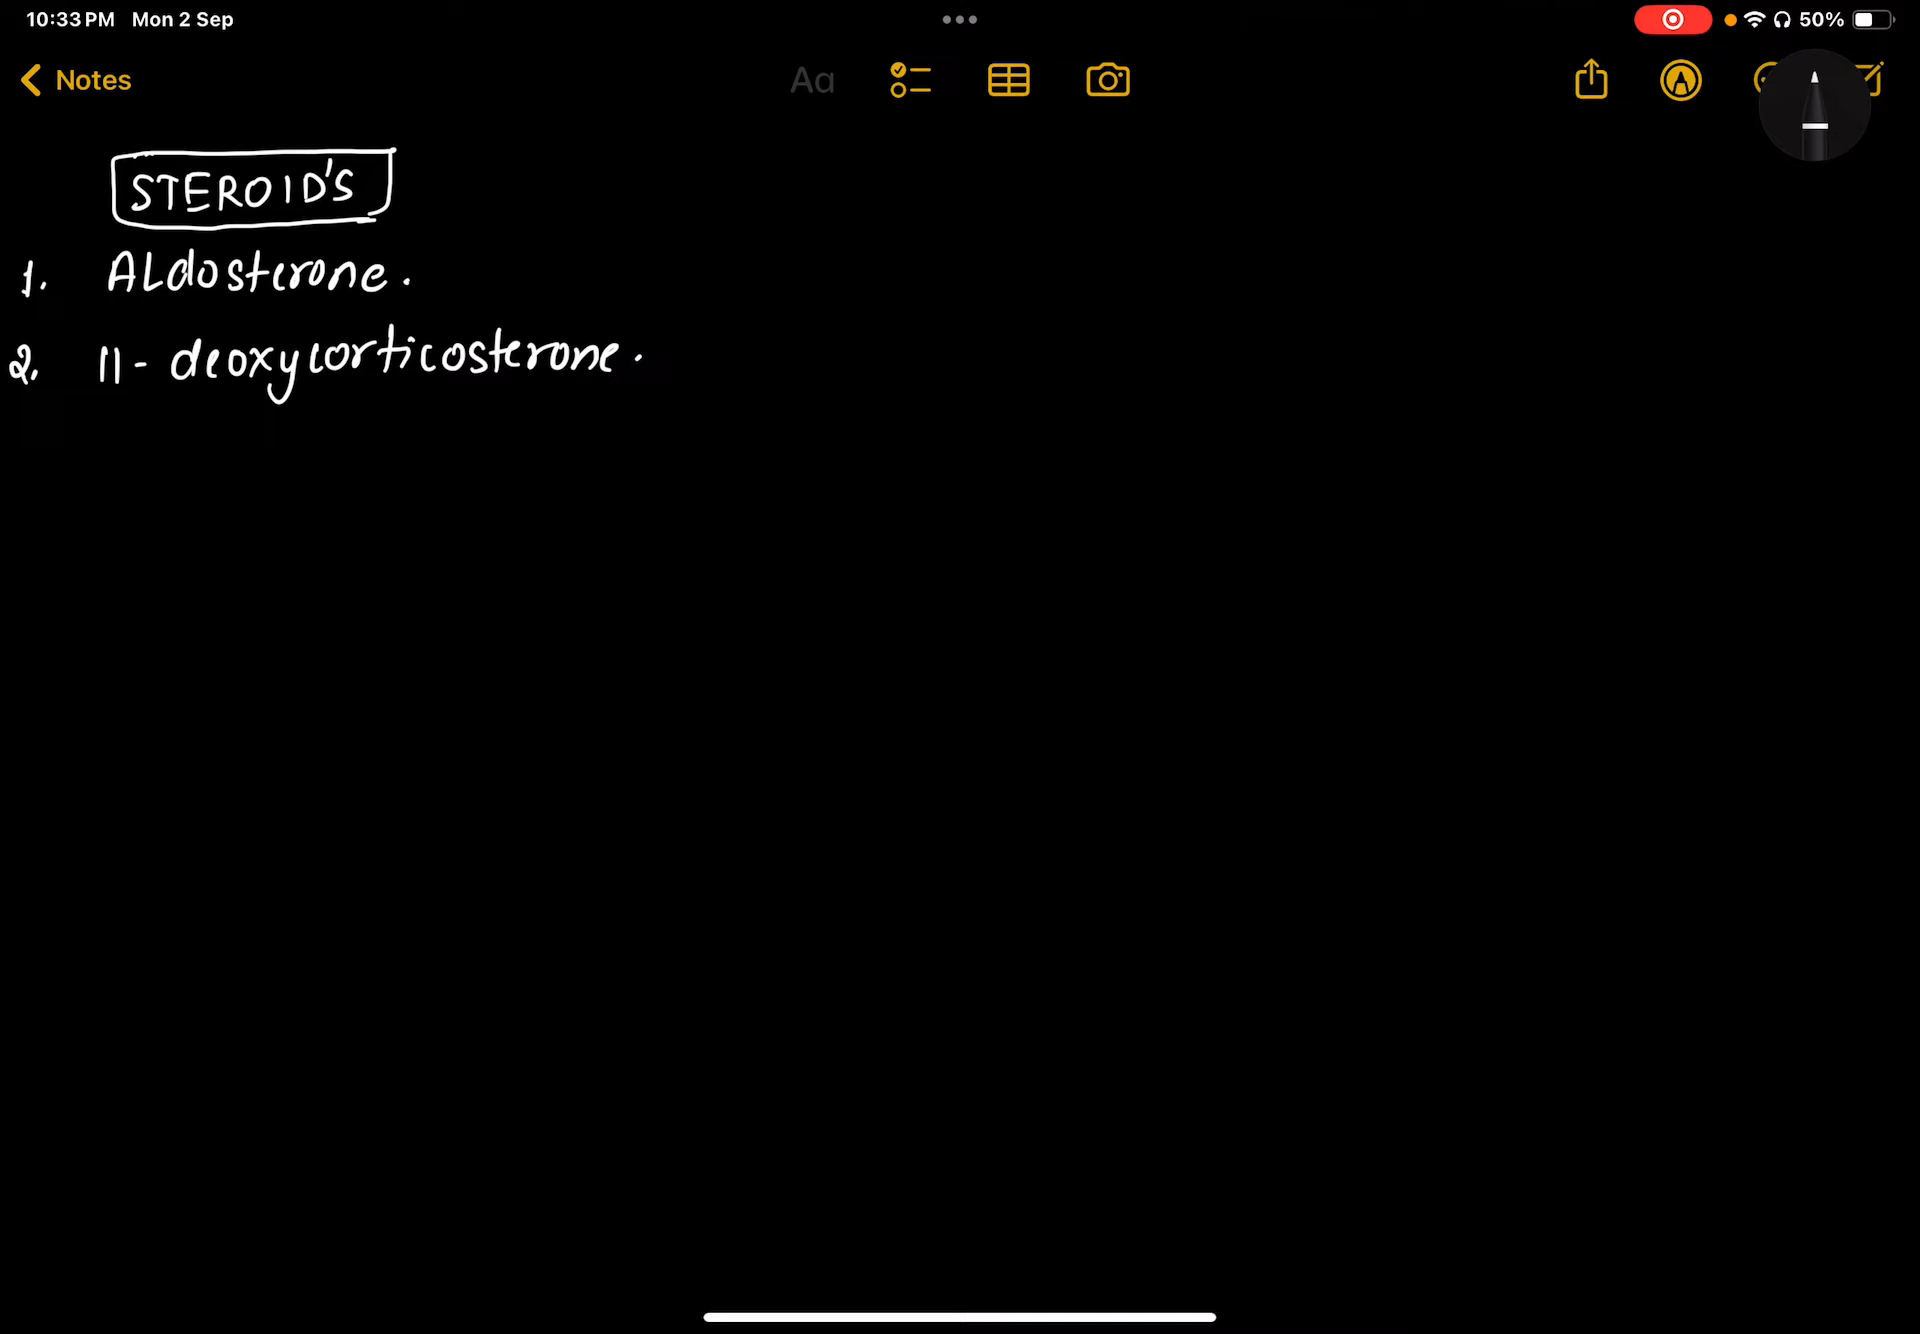 10:33 PM Mon 2 Sep
50%
Notes
Aa
STEROID'S
1. ALdosterone.
2. 11- deoxycorticosterone.